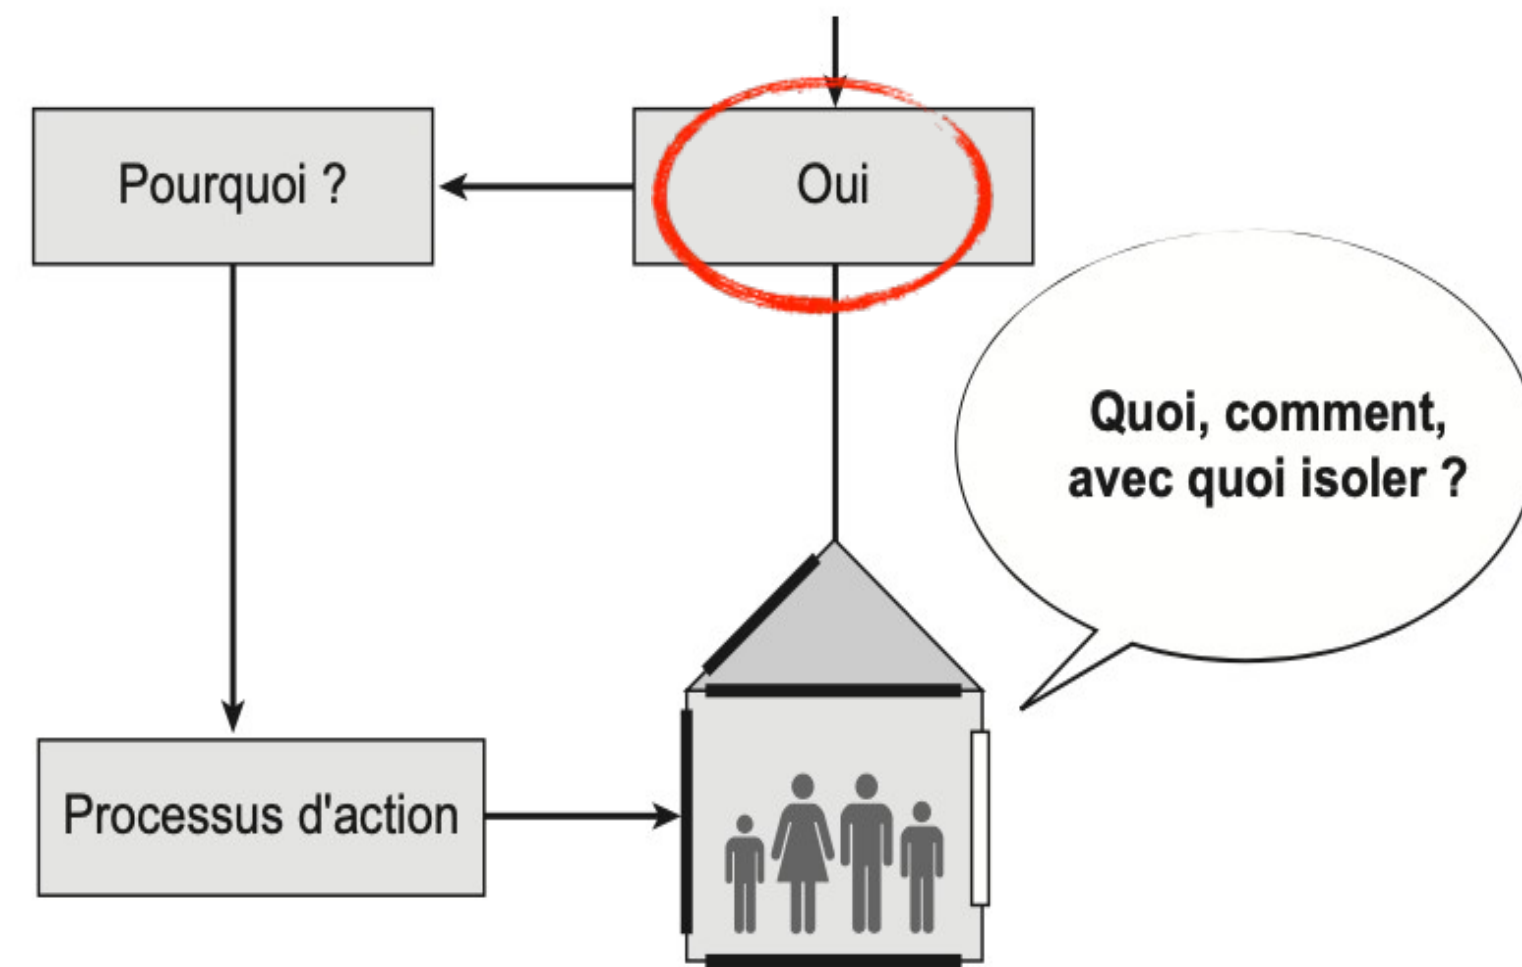 Pourquoi ?
Oui
Quoi, comment,
avec quoi isoler ?
Processus d'action